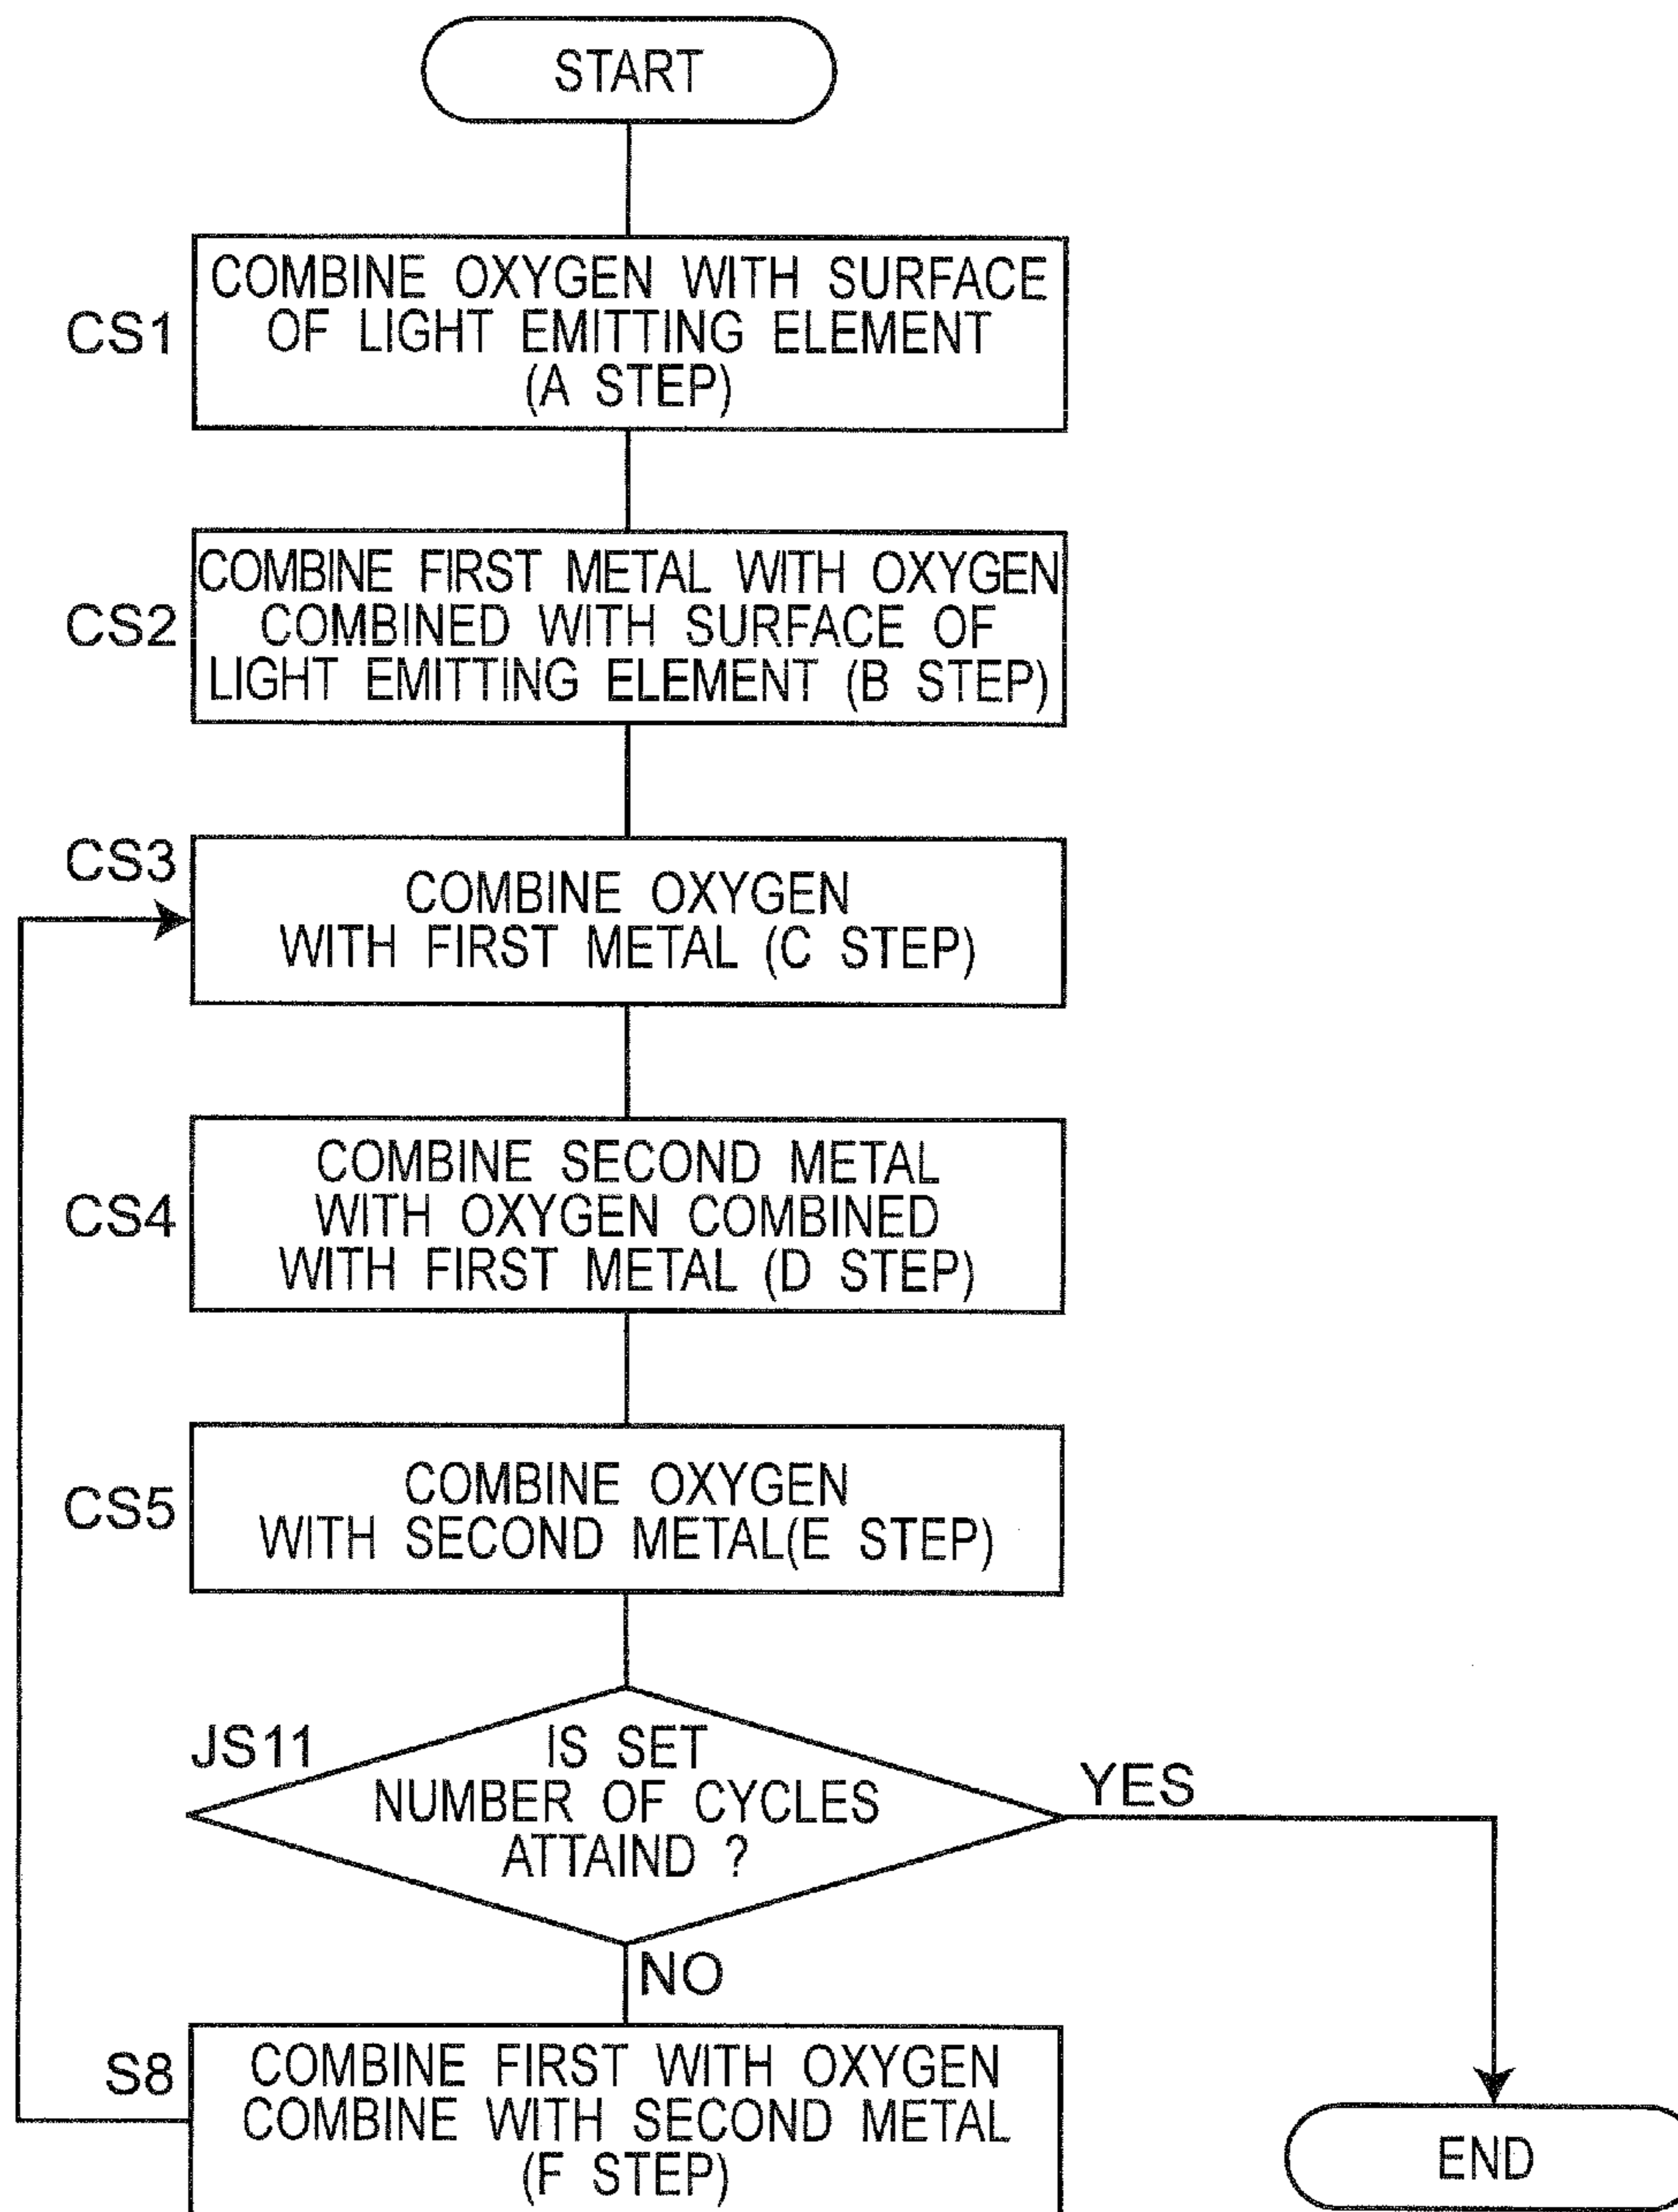 START
CS1
COMBINE OXYGEN WITH SURFACE
OF LIGHT EMITTING ELEMENT
(A STEP)
CS2
COMBINE FIRST METAL WITH OXYGEN
COMBINED WITH SURFACE OF
LIGHT EMITTING ELEMENT (B STEP)
CS3
COMBINE OXYGEN
WITH FIRST METAL (C STEP)
CS4
COMBINE SECOND METAL
WITH OXYGEN COMBINED
WITH FIRST METAL (D STEP)
CS5
COMBINE OXYGEN
WITH SECOND METAL(E STEP)
JS11
IS SET
NUMBER OF CYCLES
ATTAIND ?
YES
NO
S8
COMBINE FIRST WITH OXYGEN
COMBINE WITH SECOND METAL
(F STEP)
END